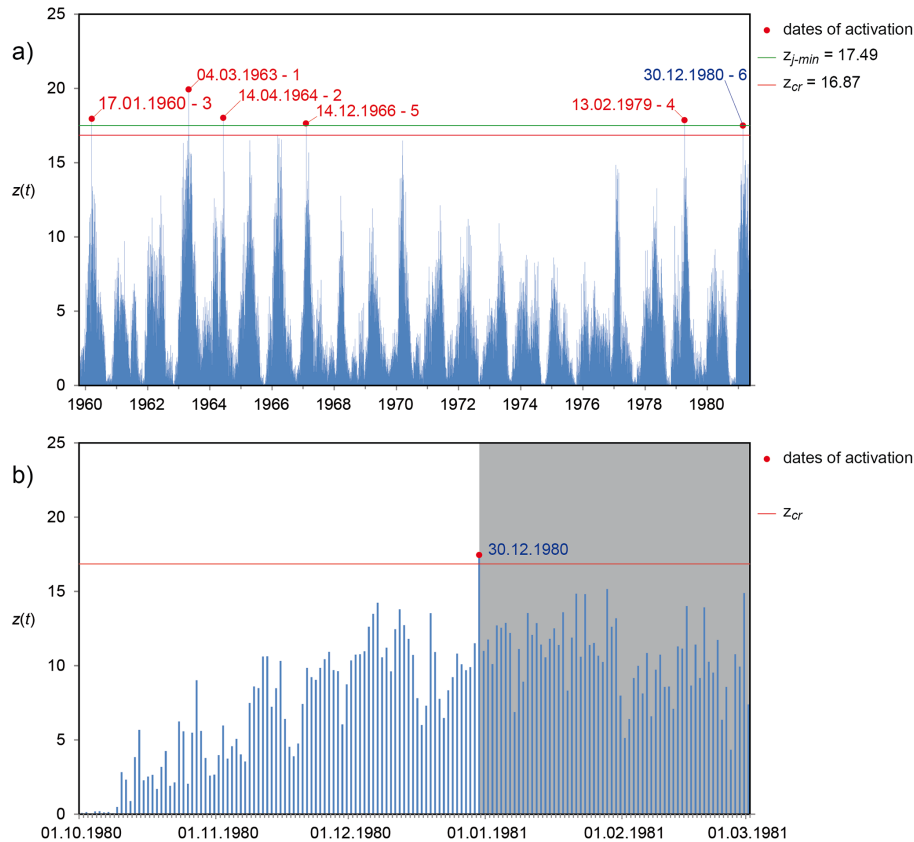 a)
25
20
15
10
5
0
z(t)
04.03.1963 - 1
17.01.1960 - 3
14.04.1964 - 2
14.12.1966 - 5
13.02.1979 - 4
30.12.1980 - 6
1960 1962 1964 1966 1968 1970 1972 1974 1976 1978 1980
dates of activation
zj-min = 17.49
zcr = 16.87
b)
25
20
15
10
5
0
z(t)
30.12.1980
01.10.1980 01.11.1980 01.12.1980 01.01.1981 01.02.1981 01.03.1981
dates of activation
zcr